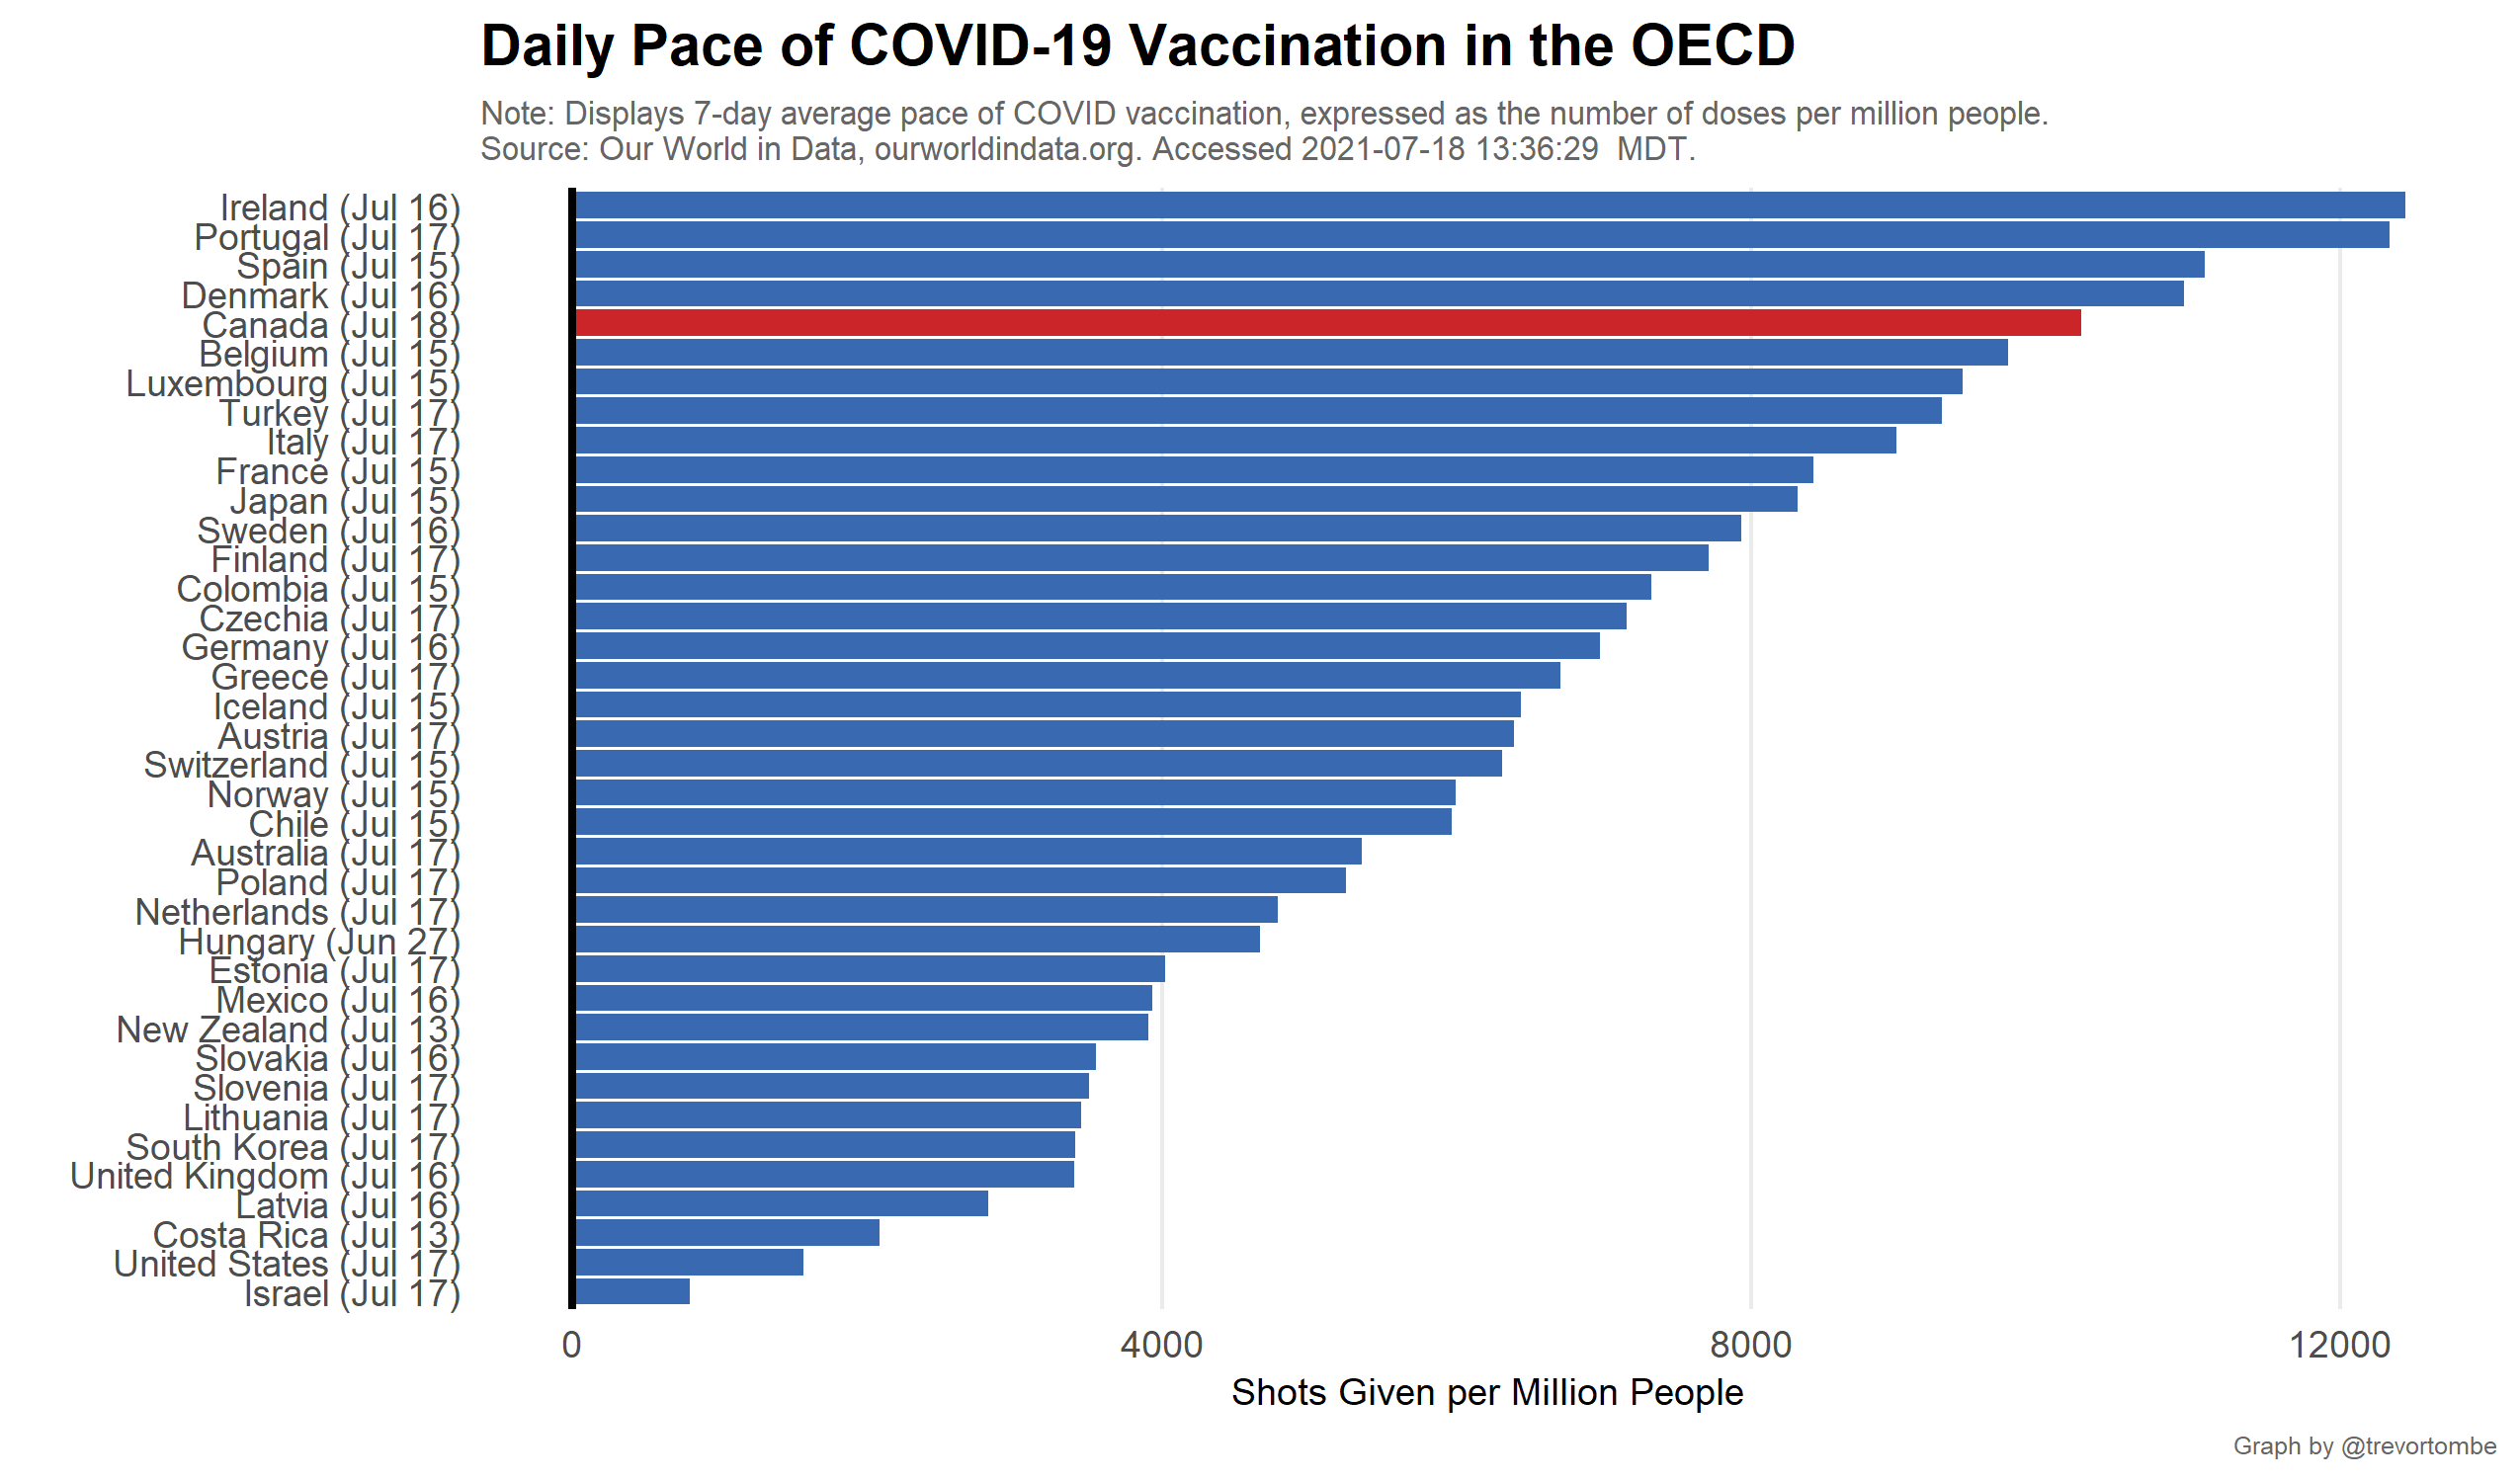 Daily Pace of COVID-19 Vaccination in the OECD
Note: Displays 7-day average pace of COVID vaccination, expressed as the number of doses per million people.
Source: Our World in Data, ourworldindata.org. Accessed 2021-07-18 13:36:29  MDT.
Ireland (Jul 16)
Portugal (Jul 17)
Spain (Jul 15)
Denmark (Jul 16)
Canada (Jul 18)
Belgium (Jul 15)
Luxembourg (Jul 15)
Turkey (Jul 17)
Italy (Jul 17)
France (Jul 15)
Japan (Jul 15)
Sweden (Jul 16)
Finland (Jul 17)
Colombia (Jul 15)
Czechia (Jul 17)
Germany (Jul 16)
Greece (Jul 17)
Iceland (Jul 15)
Austria (Jul 17)
Switzerland (Jul 15)
Norway (Jul 15)
Chile (Jul 15)
Australia (Jul 17)
Poland (Jul 17)
Netherlands (Jul 17)
Hungary (Jun 27)
Estonia (Jul 17)
Mexico (Jul 16)
New Zealand (Jul 13)
Slovakia (Jul 16)
Slovenia (Jul 17)
Lithuania (Jul 17)
South Korea (Jul 17)
United Kingdom (Jul 16)
Latvia (Jul 16)
Costa Rica (Jul 13)
United States (Jul 17)
Israel (Jul 17)
0 4000 8000 12000
Shots Given per Million People
Graph by @trevortombe